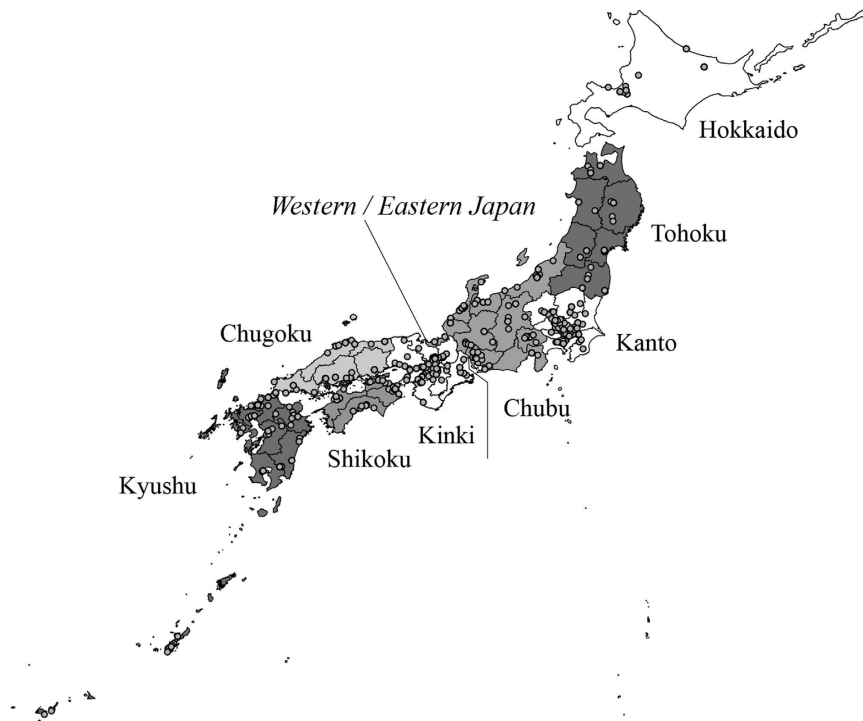 Hokkaido
Western / Eastern Japan
Tohoku
Chugoku
Kanto
Chubu
Kinki
Shikoku
Kyushu